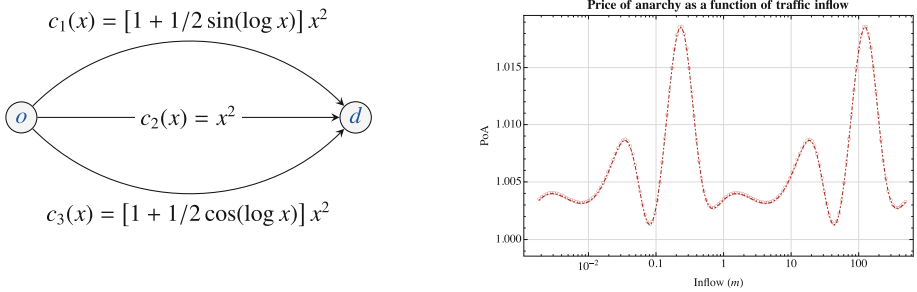 c₁(x) = [1 + 1/2 sin(log x)] x²
o
c₂(x) = x²
d
c₃(x) = [1 + 1/2 cos(log x)] x²
Price of anarchy as a function of traffic inflow
PoA
1.015
1.010
1.005
1.000
10⁻² 0.1 1 10 100
Inflow (m)